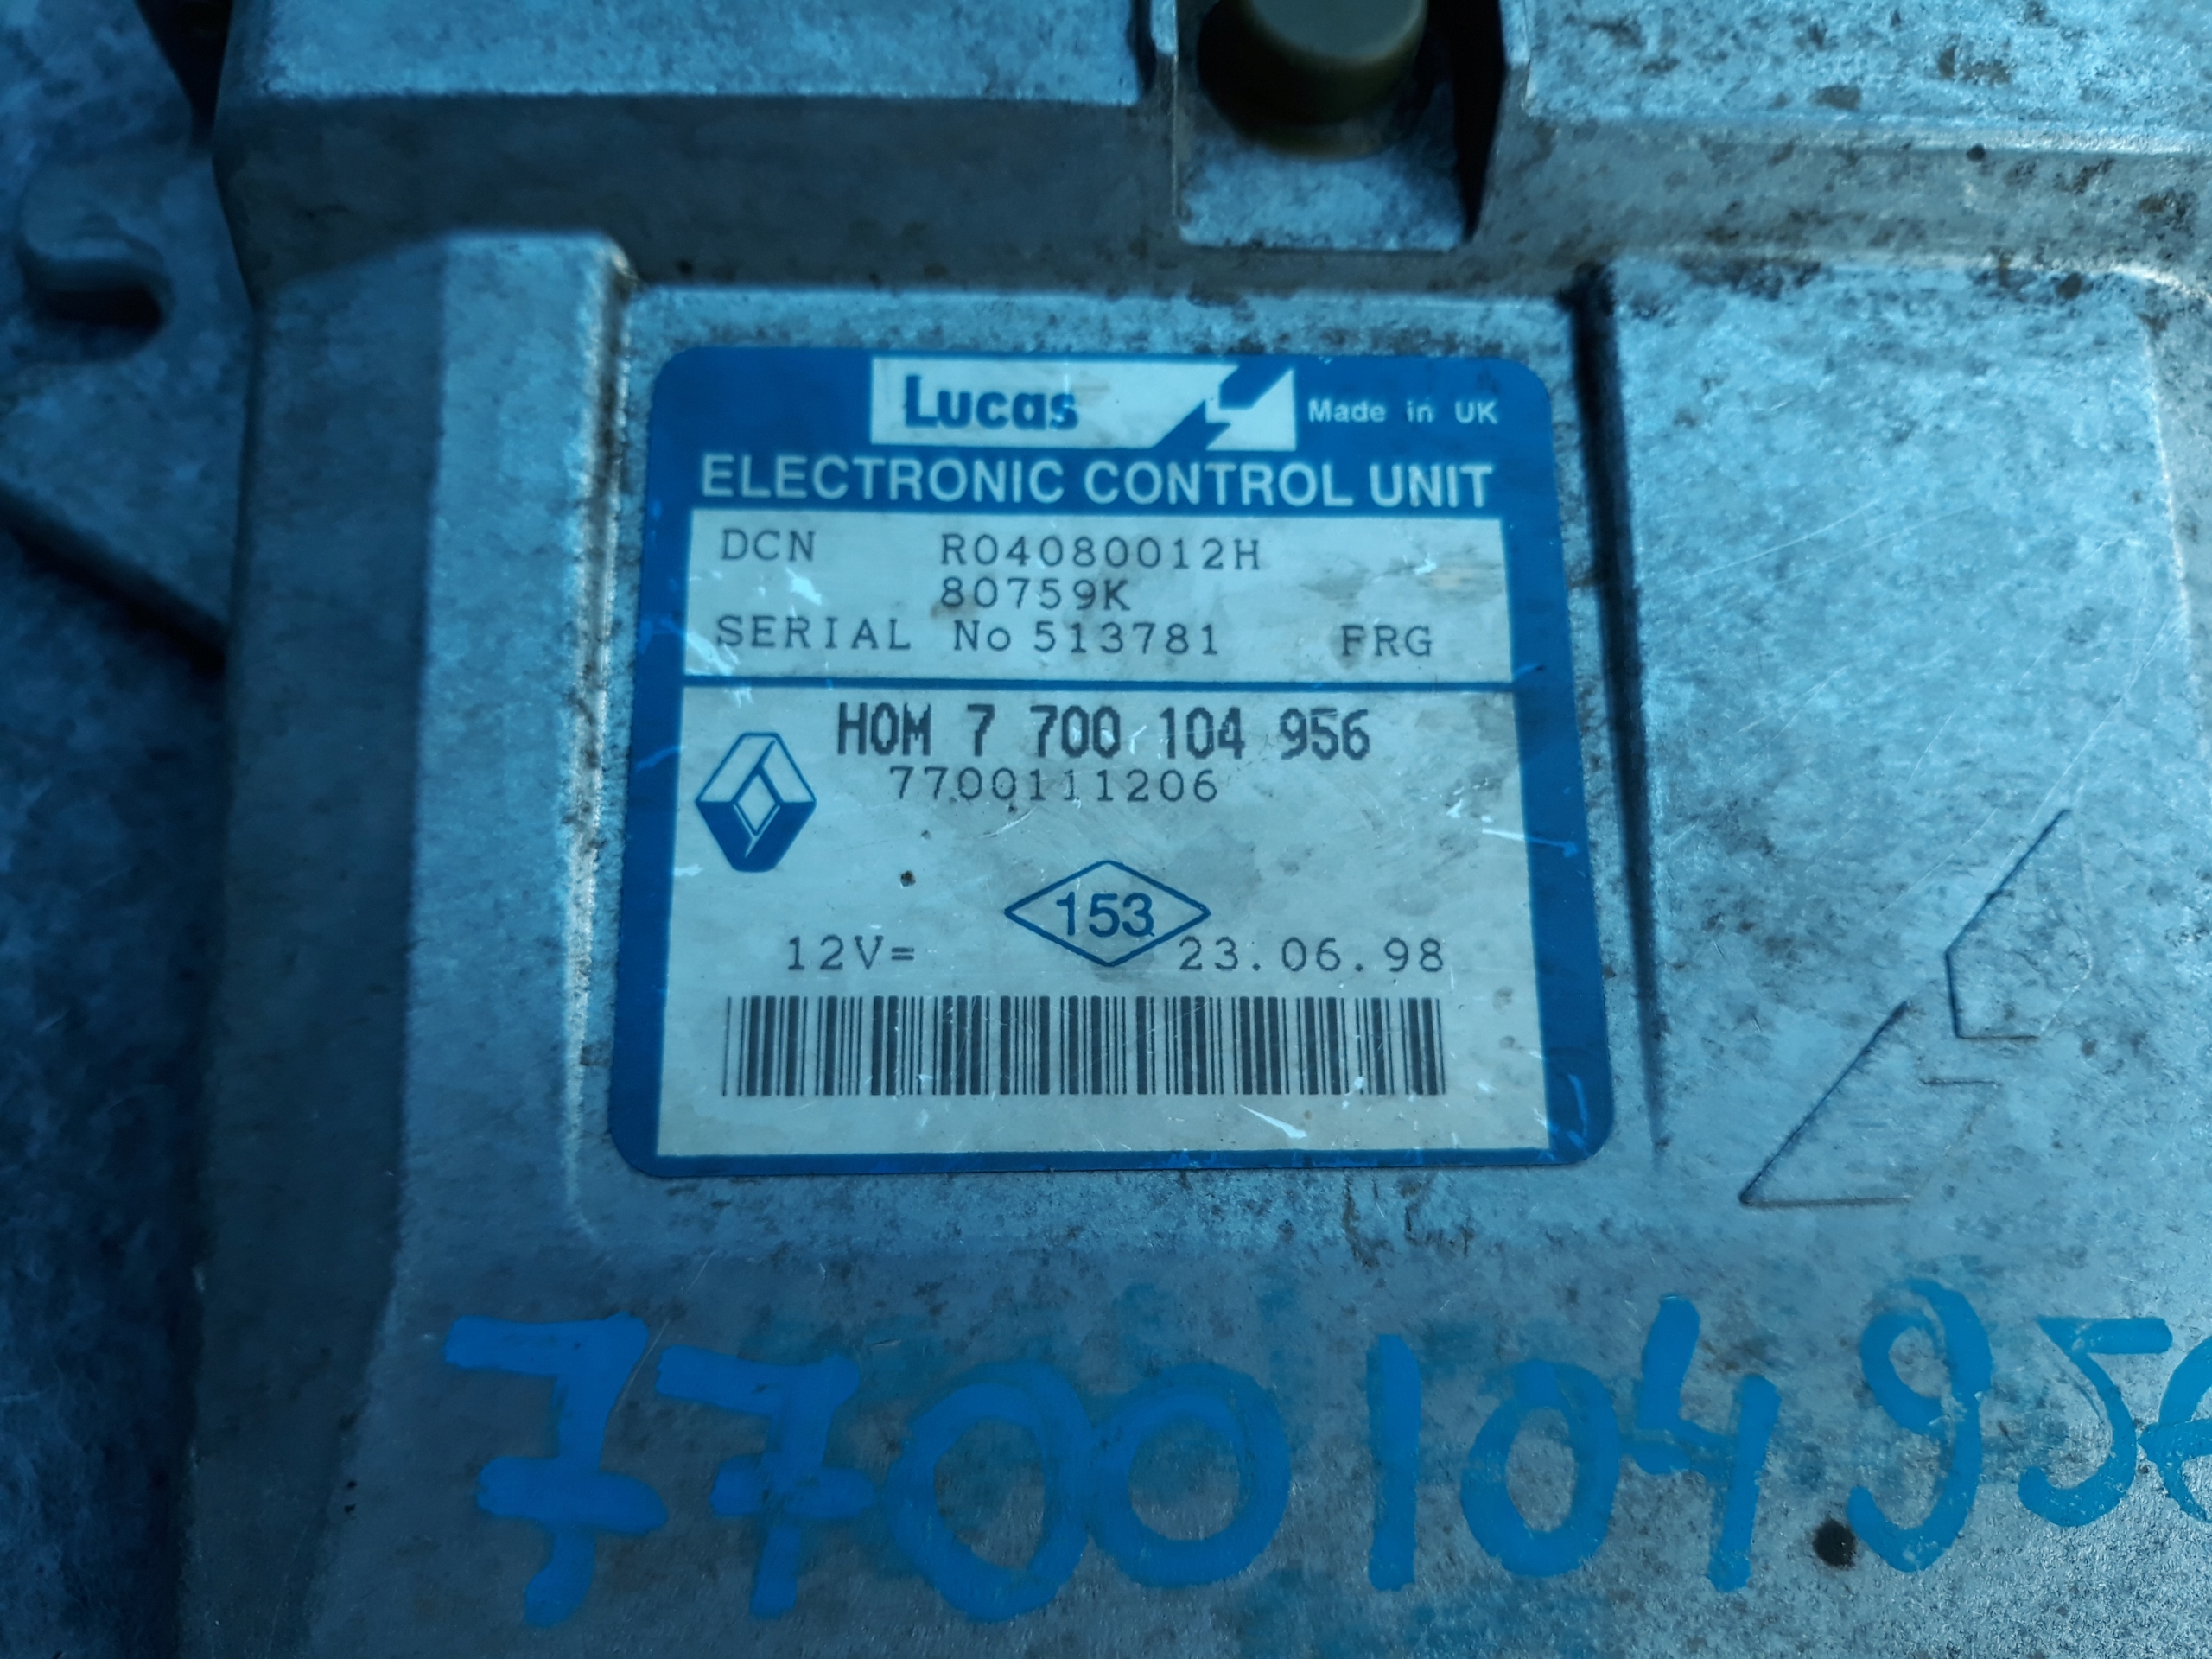 Lucas Made in UK
ELECTRONIC CONTROL UNIT
DCN R04080012H
80759K
SERIAL No 513781 FRG
HOM 7 700 104 956
7700111206
153
12V= 23.06.98
7700104956